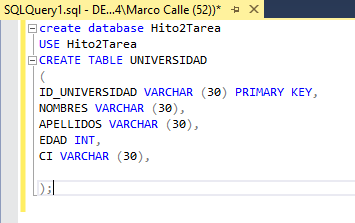 SQLQuery1.sql - DE...4\Marco Calle (52))*
create database Hito2Tarea
USE Hito2Tarea
CREATE TABLE UNIVERSIDAD
(
ID_UNIVERSIDAD VARCHAR (30) PRIMARY KEY,
NOMBRES VARCHAR (30),
APELLIDOS VARCHAR (30),
EDAD INT,
CI VARCHAR (30),
);